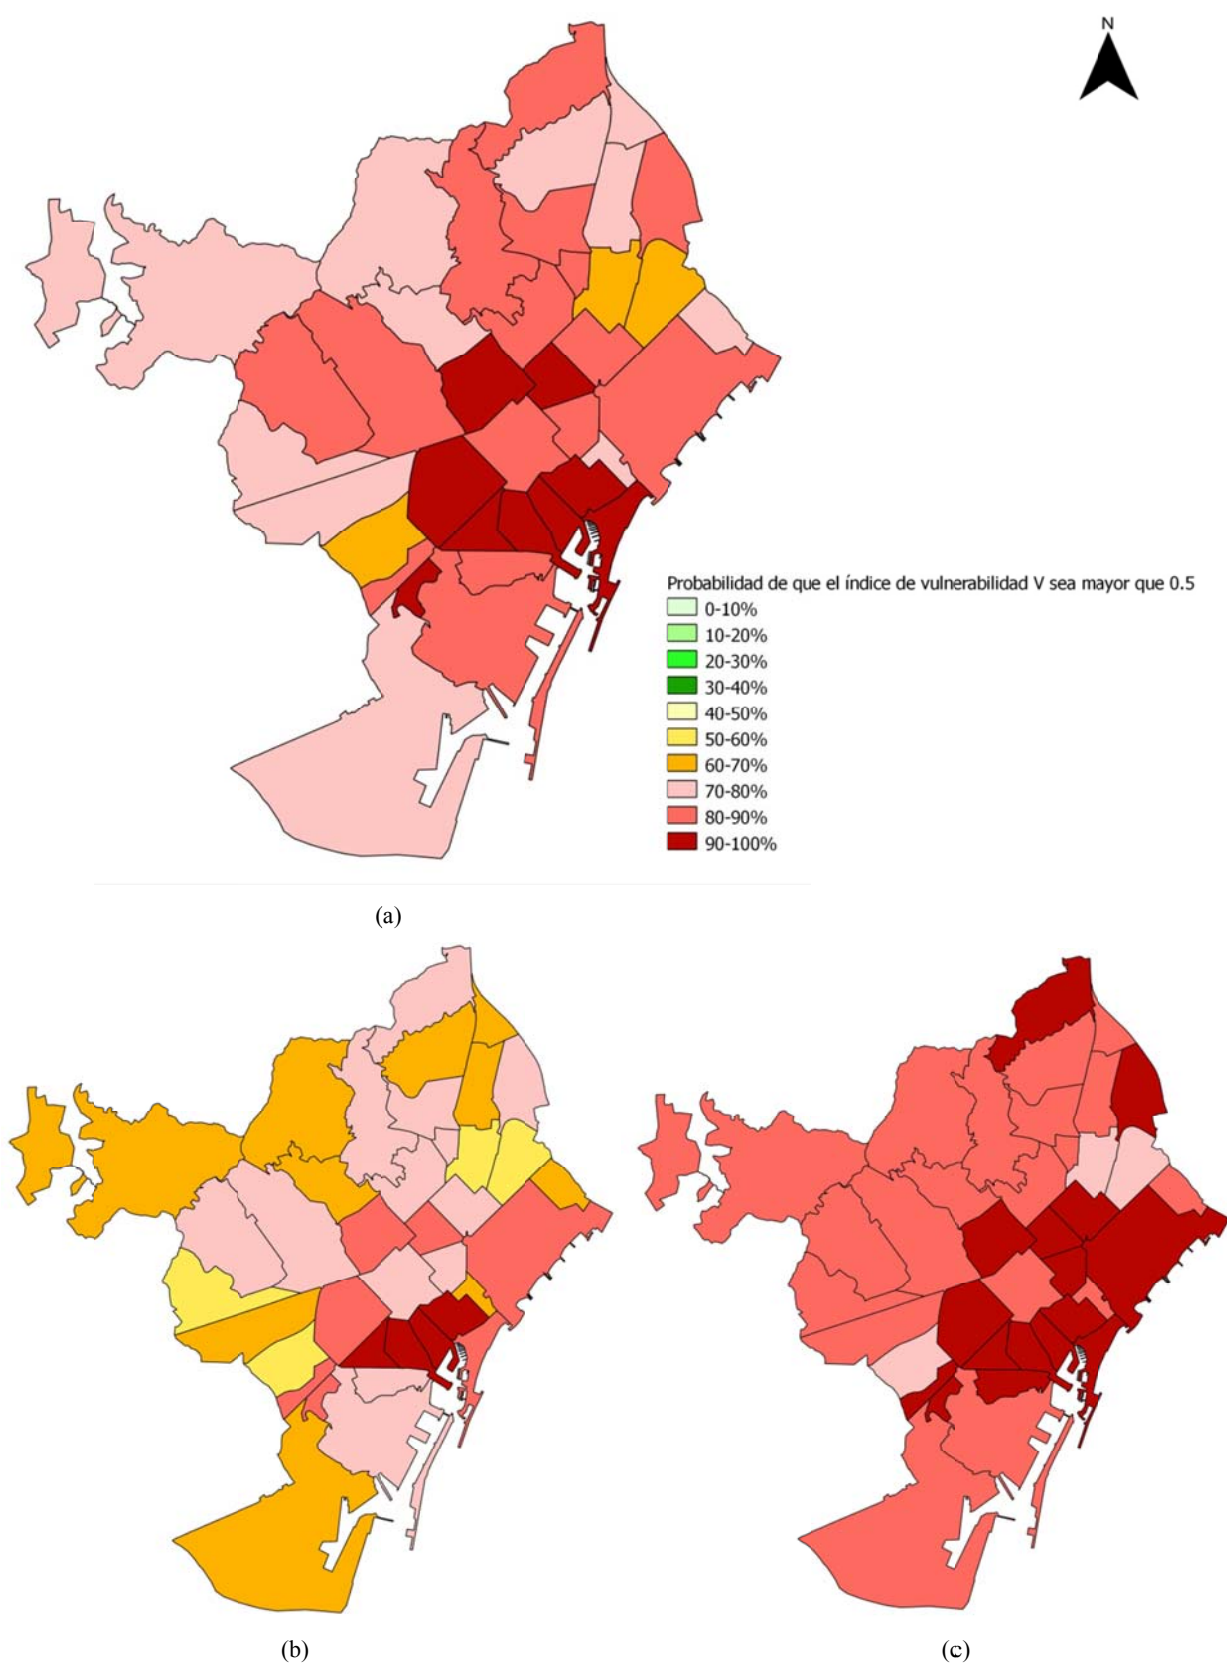 N
Probabilidad de que el índice de vulnerabilidad V sea mayor que 0.5
0-10%
10-20%
20-30%
30-40%
40-50%
50-60%
60-70%
70-80%
80-90%
90-100%
(a)
(b) (c)